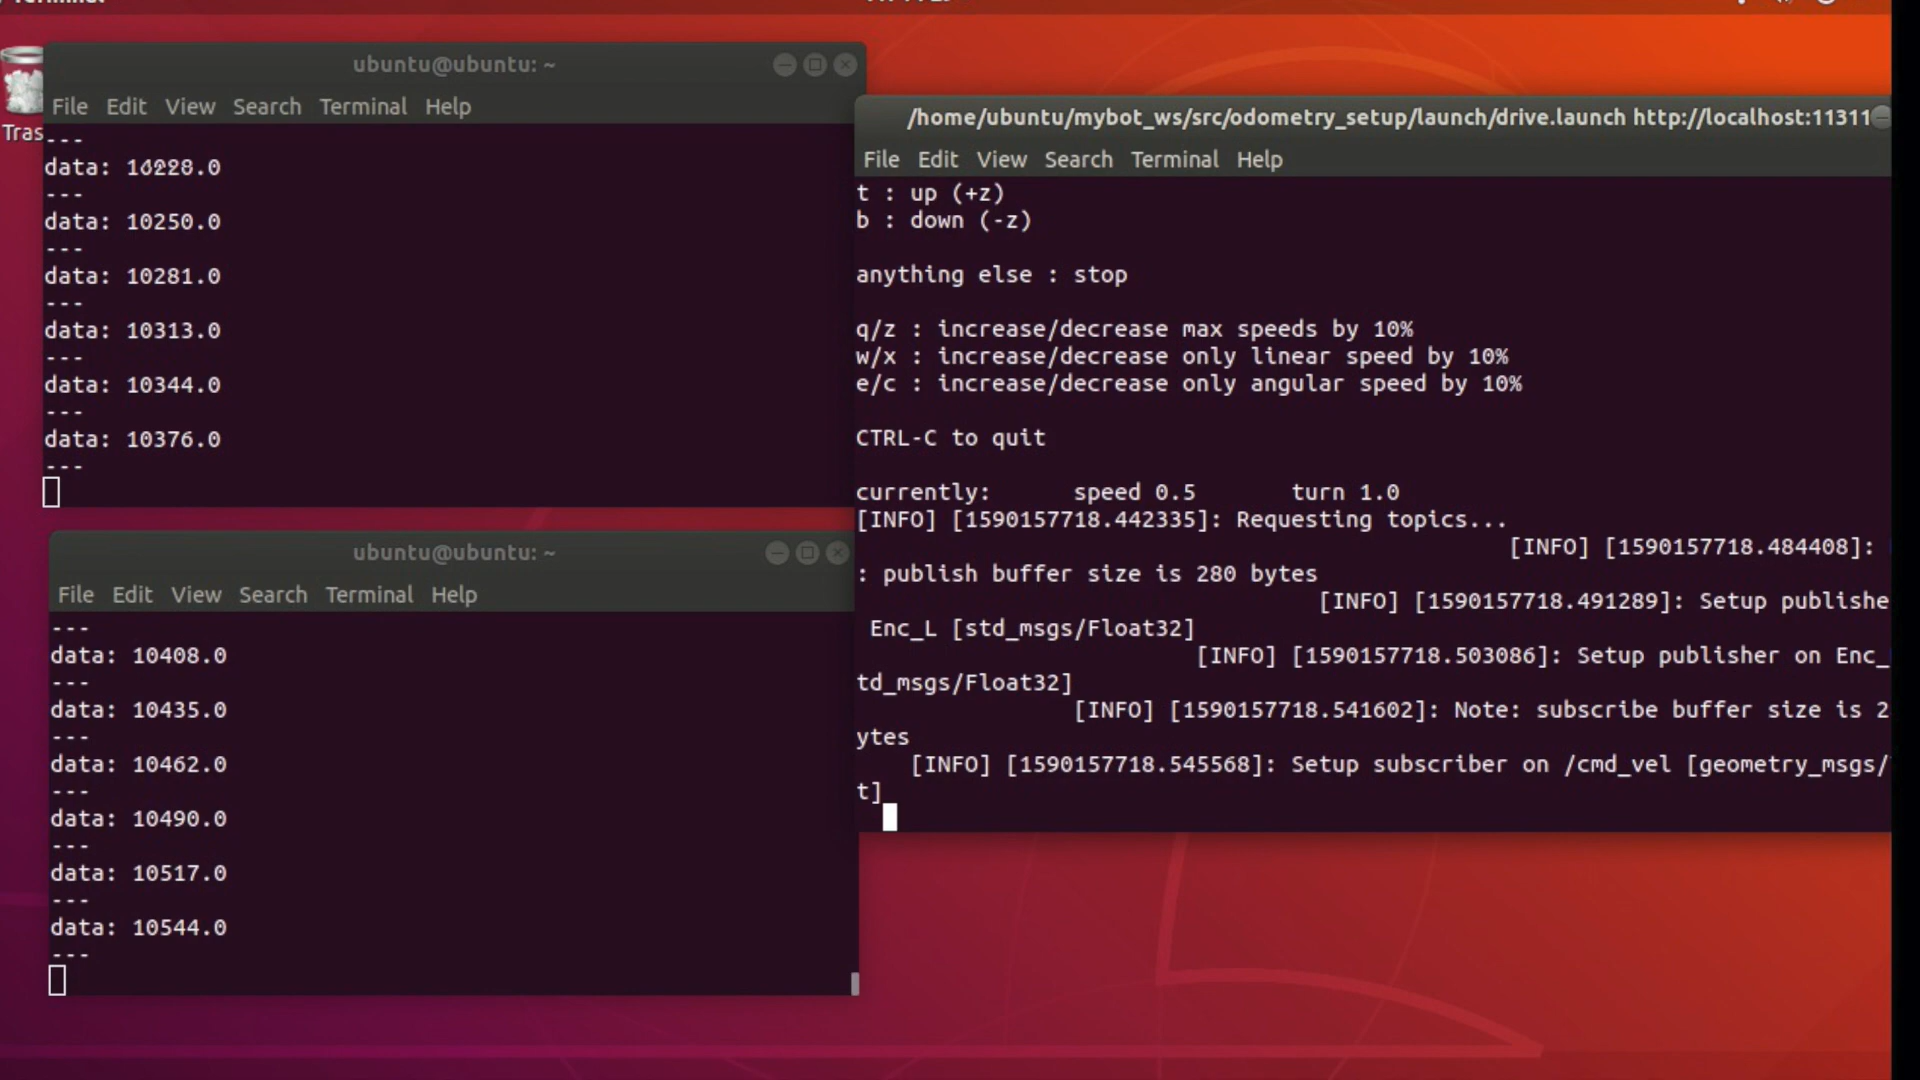 ubuntu@ubuntu: ~
File Edit View Search Terminal Help
---
data:
---
data: 10250.0
---
data: 10281.0
---
data: 10313.0
---
data: 10344.0
---
data: 10376.0
---
ubuntu@ubuntu: ~
File Edit View Search Terminal Help
---
data: 10408.0
---
data: 10435.0
---
data: 10462.0
---
data: 10490.0
---
data: 10517.0
---
data: 10544.0
---
/home/ubuntu/mybot_ws/src/odometry_setup/launch/drive.launch http://localhost:11311
File Edit View Search Terminal Help
t : up (+z)
b : down (-z)
anything else : stop
q/z : increase/decrease max speeds by 10%
w/x : increase/decrease only linear speed by 10%
e/c : increase/decrease only angular speed by 10%
CTRL-C to quit
currently: speed 0.5 turn 1.0
[INFO] [1590157718.442335]: Requesting topics...
[INFO] [1590157718.484408]:
: publish buffer size is 280 bytes
[INFO] [1590157718.491289]: Setup publishe
Enc_L [std_msgs/Float32]
[INFO] [1590157718.503086]: Setup publisher on Enc_
td_msgs/Float32]
[INFO] [1590157718.541602]: Note: subscribe buffer size is 2
ytes
[INFO] [1590157718.545568]: Setup subscriber on /cmd_vel [geometry_msgs/
t]
Tras